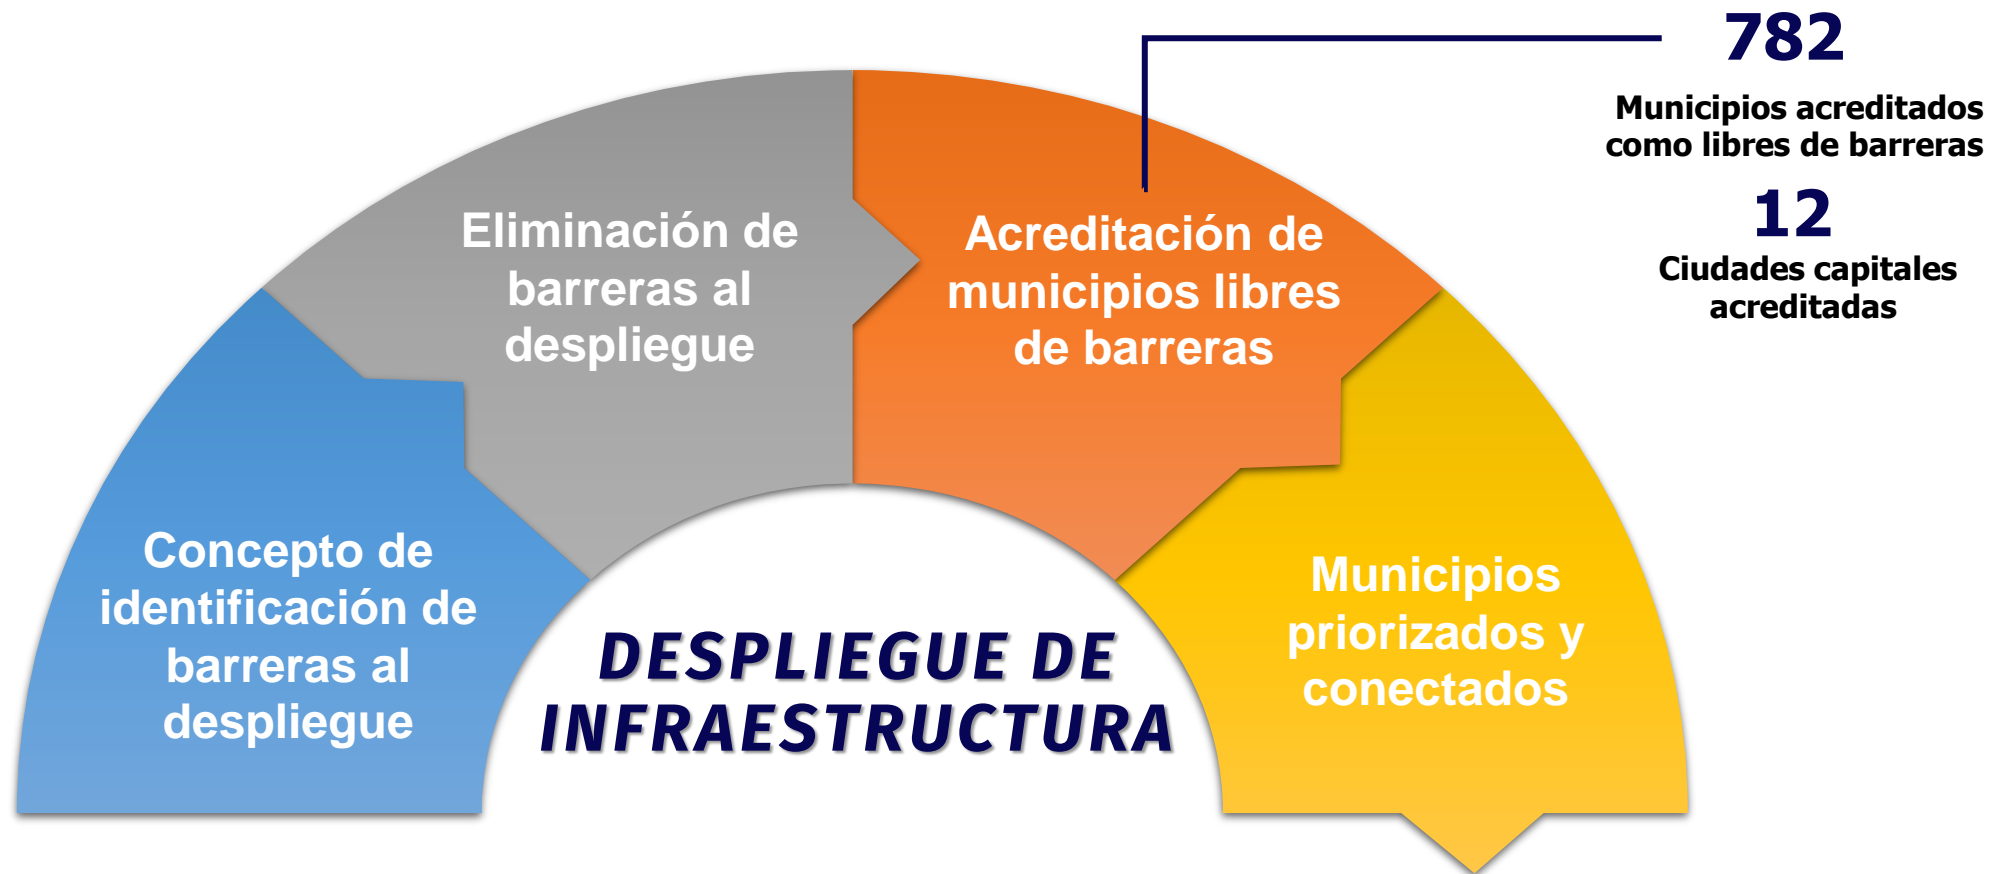 782
Municipios acreditados
como libres de barreras
12
Ciudades capitales
acreditadas
Eliminación de
barreras al
despliegue
Acreditación de
municipios libres
de barreras
Concepto de
identificación de
barreras al
despliegue
Municipios
priorizados y
conectados
DESPLIEGUE DE
INFRAESTRUCTURA